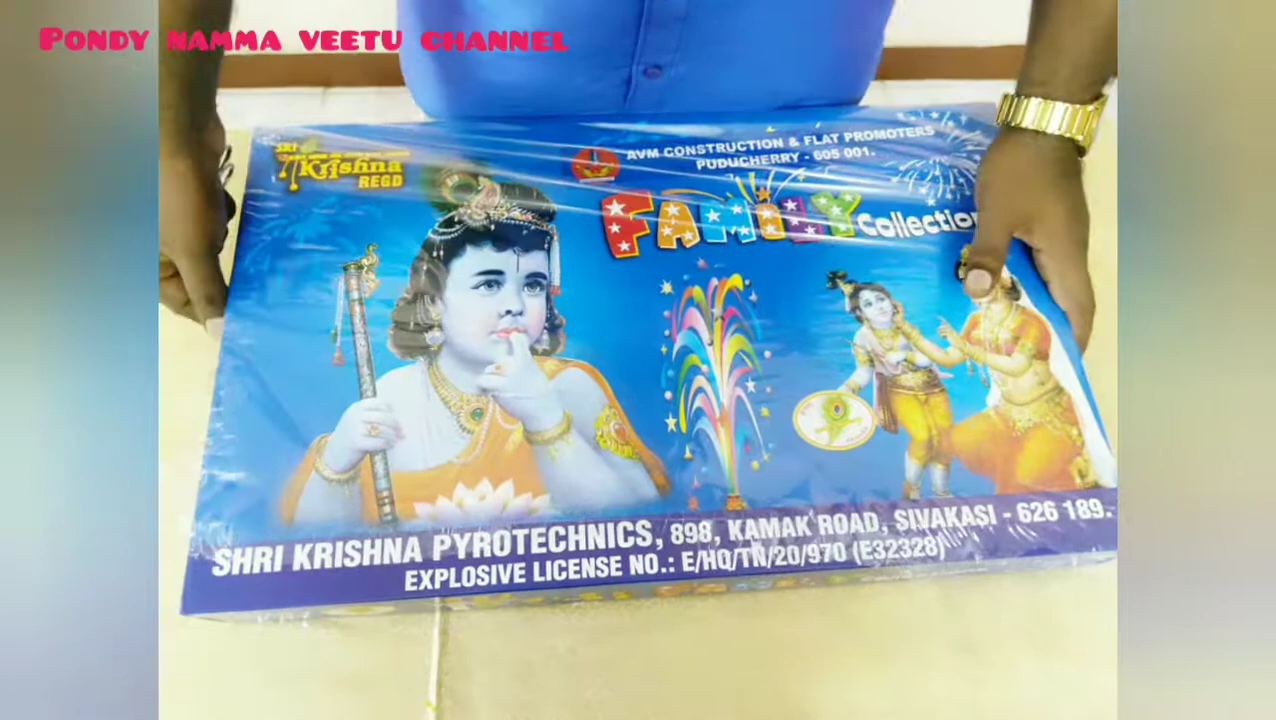 PONDY NAMMA VEETU CHANNEL
SRI
Krishna
REGD
AVM CONSTRUCTION & FLAT PROMOTERS
PUDUCHERRY - 605 001.
FAMILY Collection
SHRI KRISHNA PYROTECHNICS, 898, KAMAK ROAD, SIVAKASI - 626 189.
EXPLOSIVE LICENSE NO.: E/HQ/TN/20/970 (E32328)